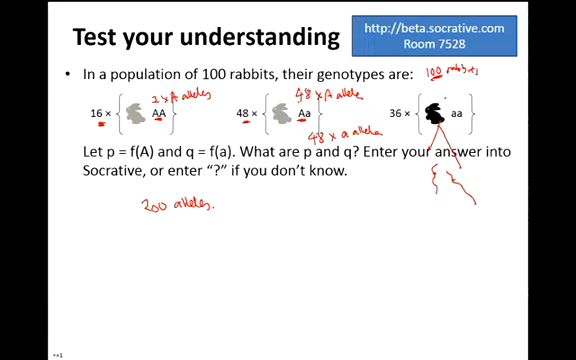 Test your understanding
http://beta.socrative.com
Room 7528
• In a population of 100 rabbits, their genotypes are:
100 rabbits
2 x A alleles
48 x A allele
16 × AA
48 × Aa
36 × aa
48 x a allele
Let p = f(A) and q = f(a). What are p and q? Enter your answer into
Socrative, or enter "?" if you don't know.
200 alleles.